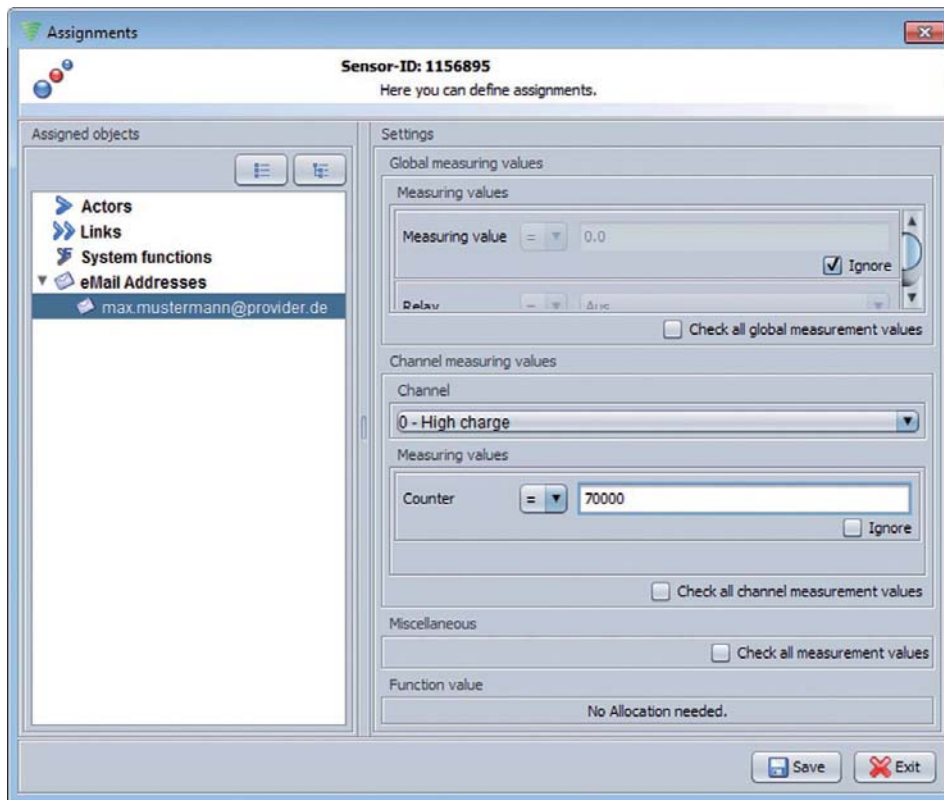 Assignments
Sensor-ID: 1156895
Here you can define assignments.
Assigned objects
Actors
Links
System functions
eMail Addresses
max.mustermann@provider.de
Settings
Global measuring values
Measuring values
Measuring value = 0.0
Ignore
Relay = Aus
Check all global measurement values
Channel measuring values
Channel
0 - High charge
Measuring values
Counter = 70000
Ignore
Check all channel measurement values
Miscellaneous
Check all measurement values
Function value
No Allocation needed.
Save Exit